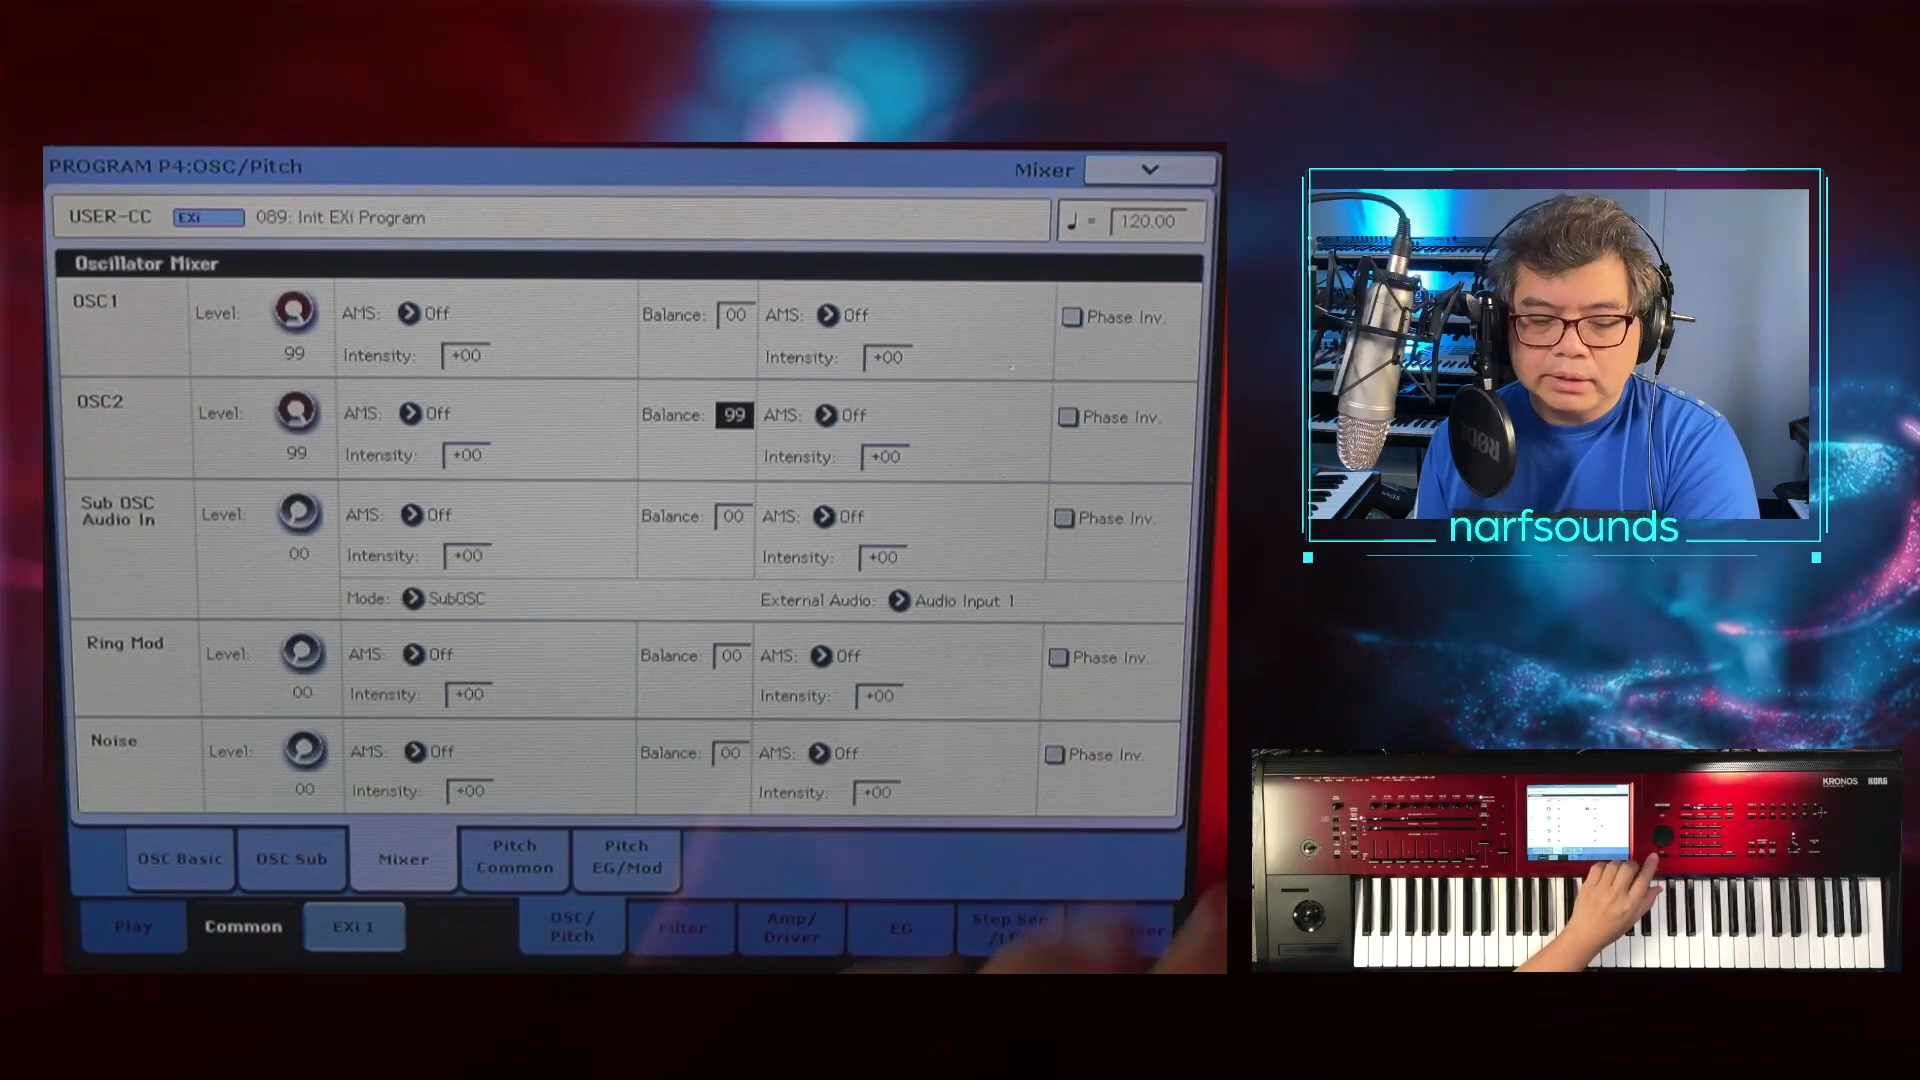 PROGRAM P4:OSC/Pitch Mixer
USER-CC EXi 089: Init EXi Program ♩ = 120.00
Oscillator Mixer
OSC1 Level: AMS: Off Balance: 00 AMS: Off Phase Inv.
99 Intensity: +00 Intensity: +00
OSC2 Level: AMS: Off Balance: 99 AMS: Off Phase Inv.
99 Intensity: +00 Intensity: +00
Sub OSC Level: AMS: Off Balance: 00 AMS: Off Phase Inv.
Audio In
00 Intensity: +00 Intensity: +00
Mode: SubOSC External Audio: Audio Input 1
Ring Mod Level: AMS: Off Balance: 00 AMS: Off Phase Inv.
00 Intensity: +00 Intensity: +00
Noise Level: AMS: Off Balance: 00 AMS: Off Phase Inv.
00 Intensity: +00 Intensity: +00
OSC Basic OSC Sub Mixer Pitch Common Pitch EG/Mod
Play Common EXi 1 OSC/ Pitch Filter Amp/ Driver EG Step Seq
RØDE
narfsounds
KRONOS KORG